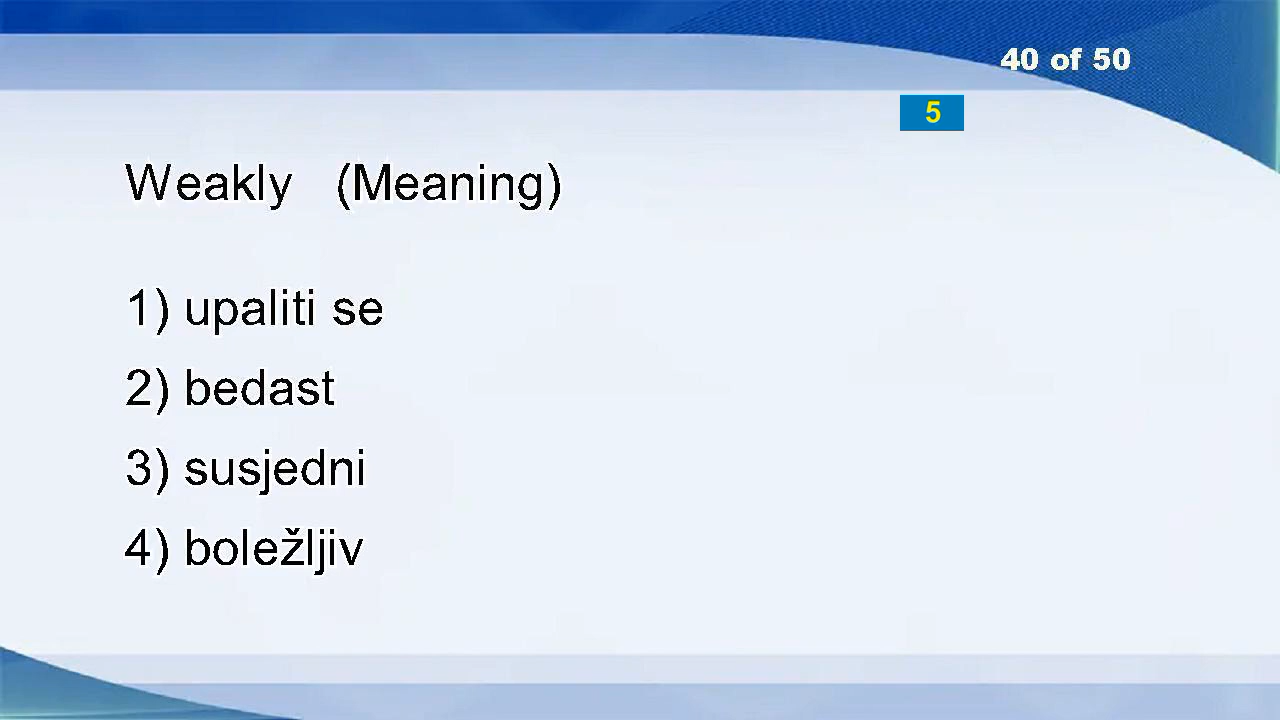 40 of 50
5
Weakly (Meaning)
1) upaliti se
2) bedast
3) susjedni
4) boležljiv